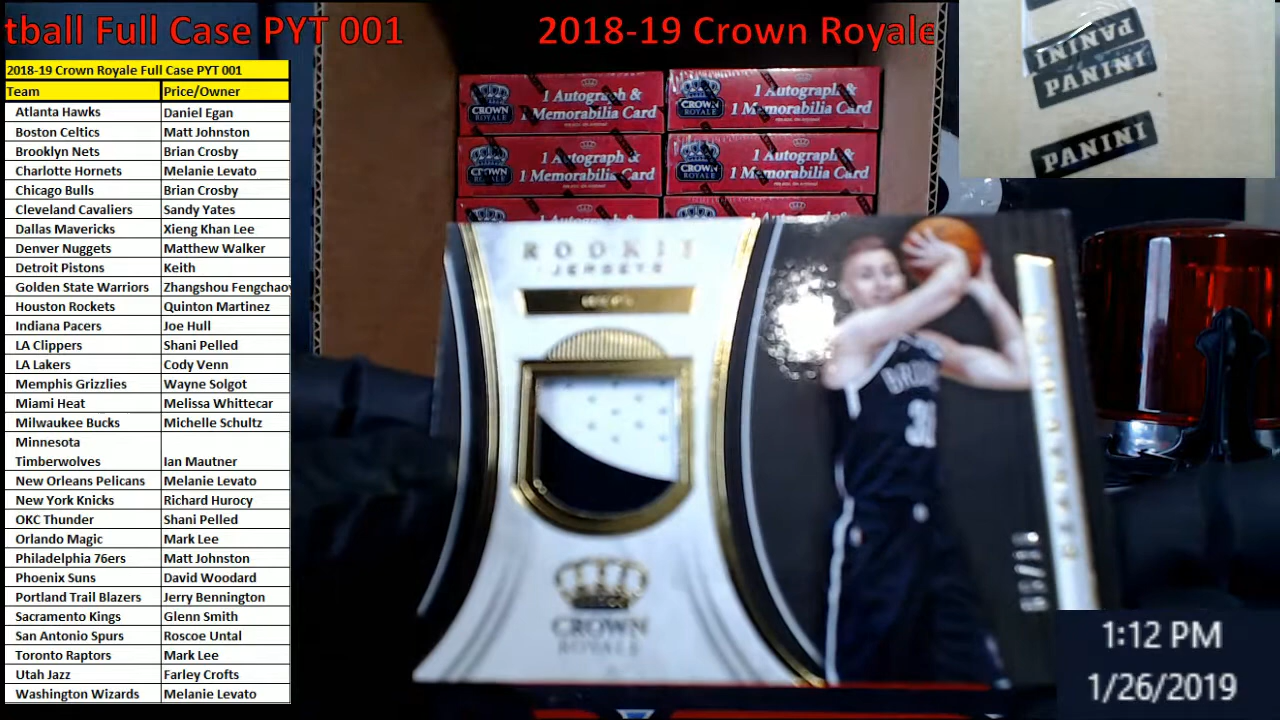 tball Full Case PYT 001
2018-19 Crown Royale
2018-19 Crown Royale Full Case PYT 001
Team Price/Owner
Atlanta Hawks Daniel Egan
Boston Celtics Matt Johnston
Brooklyn Nets Brian Crosby
Charlotte Hornets Melanie Levato
Chicago Bulls Brian Crosby
Cleveland Cavaliers Sandy Yates
Dallas Mavericks Xieng Khan Lee
Denver Nuggets Matthew Walker
Detroit Pistons Keith
Golden State Warriors Zhangshou Fengchaov
Houston Rockets Quinton Martinez
Indiana Pacers Joe Hull
LA Clippers Shani Pelled
LA Lakers Cody Venn
Memphis Grizzlies Wayne Solgot
Miami Heat Melissa Whittecar
Milwaukee Bucks Michelle Schultz
Minnesota
Timberwolves Ian Mautner
New Orleans Pelicans Melanie Levato
New York Knicks Richard Hurocy
OKC Thunder Shani Pelled
Orlando Magic Mark Lee
Philadelphia 76ers Matt Johnston
Phoenix Suns David Woodard
Portland Trail Blazers Jerry Bennington
Sacramento Kings Glenn Smith
San Antonio Spurs Roscoe Untal
Toronto Raptors Mark Lee
Utah Jazz Farley Crofts
Washington Wizards Melanie Levato
CROWN
ROYALE
1 Autograph &
1 Memorabilia Card
CROWN
ROYALE
1 Autograph &
1 Memorabilia Card
CROWN
ROYALE
1 Autograph &
1 Memorabilia Card
CROWN
ROYALE
1 Autograph &
1 Memorabilia Card
PANINI
PANINI
PANINI
ROOKIE
JERSEYS
CROWN
ROYALE
1:12 PM
1/26/2019